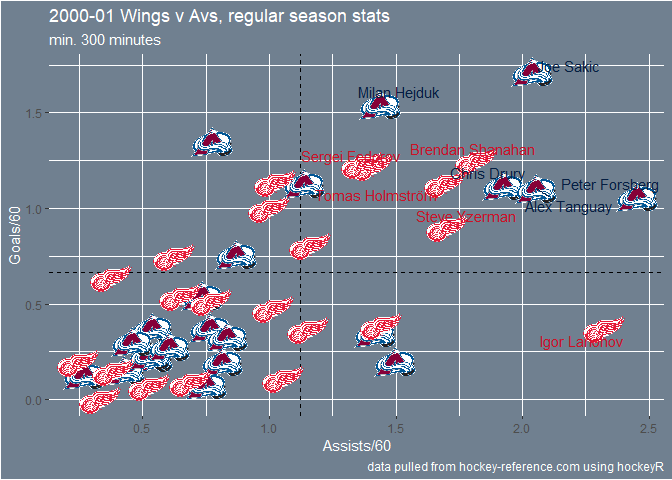 2000-01 Wings v Avs, regular season stats
min. 300 minutes
Joe Sakic
Milan Hejduk
Sergei Fedorov
Brendan Shanahan
Chris Drury
Peter Forsberg
Tomas Holmström
Alex Tanguay
Steve Yzerman
Igor Larionov
Goals/60
1.5
1.0
0.5
0.0
0.5
1.0
1.5
2.0
2.5
Assists/60
data pulled from hockey-reference.com using hockeyR